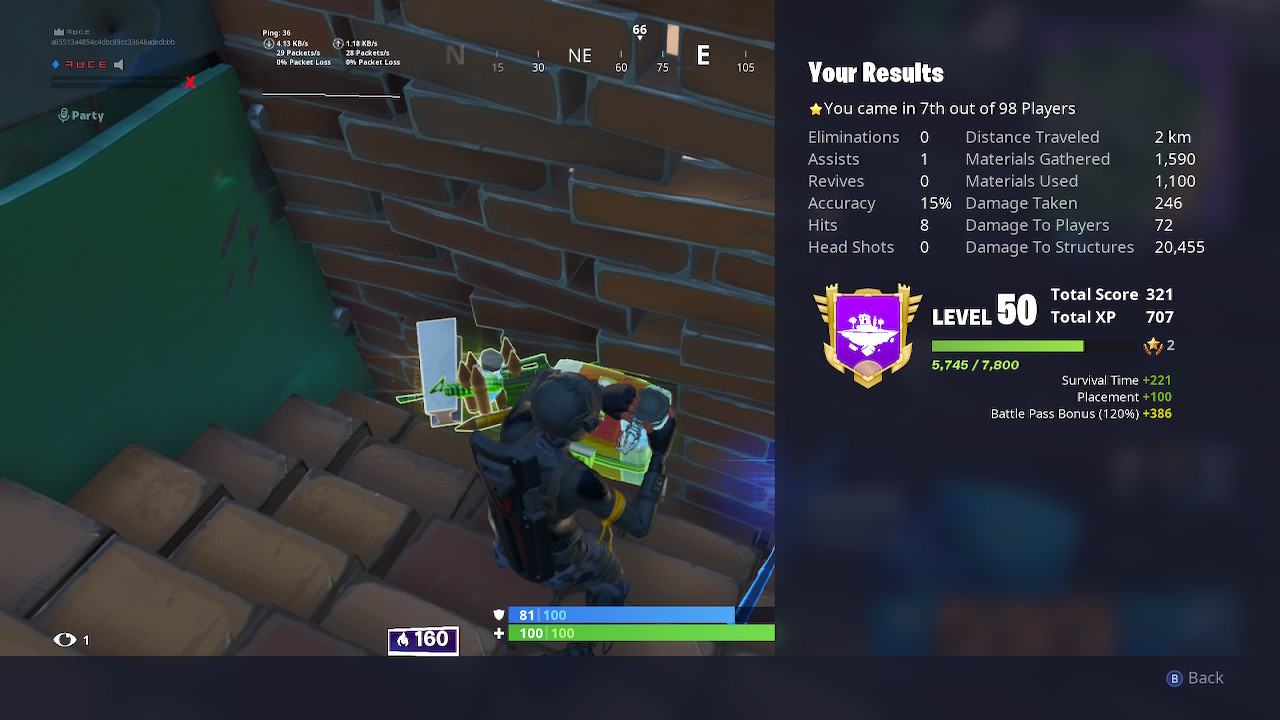 ㅋㅂㄷㄷ
Ping: 36
4.13 KB/s 1.18 KB/s
29 Packets/s 28 Packets/s
0% Packet Loss 0% Packet Loss
66
N 15 30 NE 60 75 E 105
Party
1
160
81 | 100
100 | 100
Your Results
You came in 7th out of 98 Players
Eliminations 0 Distance Traveled 2 km
Assists 1 Materials Gathered 1,590
Revives 0 Materials Used 1,100
Accuracy 15% Damage Taken 246
Hits 8 Damage To Players 72
Head Shots 0 Damage To Structures 20,455
LEVEL 50
Total Score 321
Total XP 707
2
5,745 / 7,800
Survival Time +221
Placement +100
Battle Pass Bonus (120%) +386
B Back